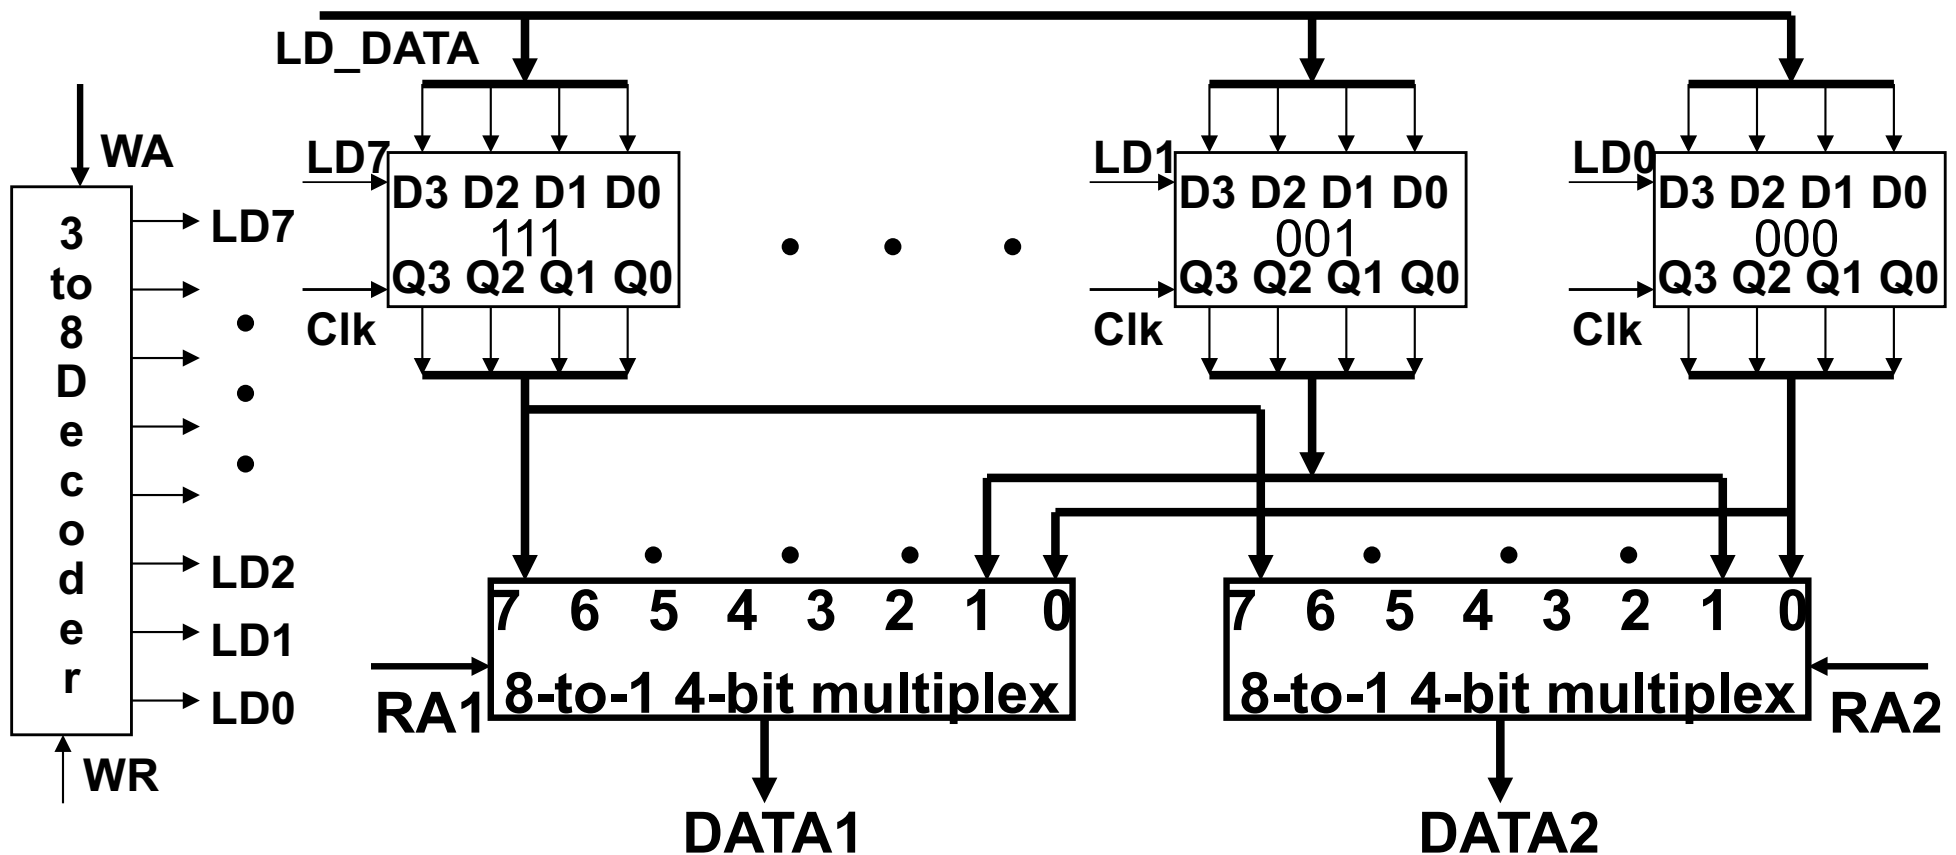 LD_DATA
WA
LD7
LD1
LD0
D3 D2 D1 D0
D3 D2 D1 D0
D3 D2 D1 D0
111
001
000
Q3 Q2 Q1 Q0
Q3 Q2 Q1 Q0
Q3 Q2 Q1 Q0
Clk
Clk
Clk
3
to
8
D
e
c
o
d
e
r
LD7
LD2
LD1
LD0
WR
7 6 5 4 3 2 1 0
8-to-1 4-bit multiplex
RA1
DATA1
7 6 5 4 3 2 1 0
8-to-1 4-bit multiplex
RA2
DATA2